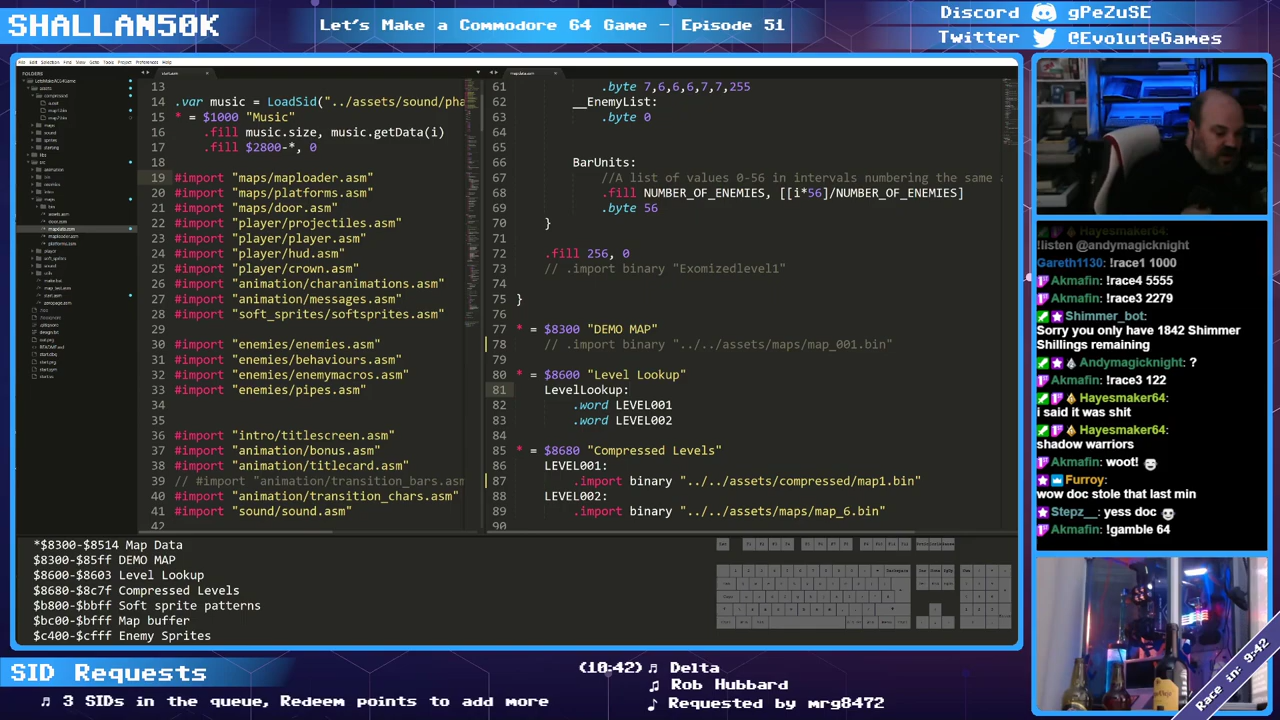 SHALLAN50K
Let's Make a Commodore 64 Game - Episode 51
Discord gPeZuSE
Twitter @EvoluteGames
FOLDERS
13
14 .var music = LoadSid("../assets/sound/pha
15 * = $1000 "Music"
16 .fill music.size, music.getData(i)
17 .fill $2800-*, 0
18
19 #import "maps/maploader.asm"
20 #import "maps/platforms.asm"
21 #import "maps/door.asm"
22 #import "player/projectiles.asm"
23 #import "player/player.asm"
24 #import "player/hud.asm"
25 #import "player/crown.asm"
26 #import "animation/charanimations.asm"
27 #import "animation/messages.asm"
28 #import "soft_sprites/softsprites.asm"
29
30 #import "enemies/enemies.asm"
31 #import "enemies/behaviours.asm"
32 #import "enemies/enemymacros.asm"
33 #import "enemies/pipes.asm"
34
35
36 #import "intro/titlescreen.asm"
37 #import "animation/bonus.asm"
38 #import "animation/titlecard.asm"
39 // #import "animation/transition_bars.asm
40 #import "animation/transition_chars.asm"
41 #import "sound/sound.asm"
42
61 .byte 7,6,6,6,7,7,255
62 __EnemyList:
63 .byte 0
64
65
66 BarUnits:
67 //A list of values 0-56 in intervals numbering the same a
68 .fill NUMBER_OF_ENEMIES, [[i*56]/NUMBER_OF_ENEMIES]
69 .byte 56
70 }
71
72 .fill 256, 0
73 // .import binary "Exomizedlevel1"
74
75 }
76
77 * = $8300 "DEMO MAP"
78 // .import binary "../../assets/maps/map_001.bin"
79
80 * = $8600 "Level Lookup"
81 LevelLookup:
82 .word LEVEL001
83 .word LEVEL002
84
85 * = $8680 "Compressed Levels"
86 LEVEL001:
87 .import binary "../../assets/compressed/map1.bin"
88 LEVEL002:
89 .import binary "../../assets/maps/map_6.bin"
90
*$8300-$8514 Map Data
$8300-$85ff DEMO MAP
$8600-$8603 Level Lookup
$8680-$8c7f Compressed Levels
$b800-$bbff Soft sprite patterns
$bc00-$bfff Map buffer
$c400-$cfff Enemy Sprites
Hayesmaker64:
!listen @andymagicknight
Gareth1130: !race1 1000
Akmafin: !race4 5555
Akmafin: !race3 2279
Shimmer_bot:
Sorry you only have 1842 Shimmer
Shillings remaining
Andymagicknight: ?
Akmafin: !race3 122
Hayesmaker64:
i said it was shit
Hayesmaker64:
shadow warriors
Akmafin: woot!
Furroy:
wow doc stole that last min
Stepz__: yess doc
Akmafin: !gamble 64
SID Requests
3 SIDs in the queue, Redeem points to add more
(10:42) Delta
Rob Hubbard
Requested by mrg8472
Race in: 9:42